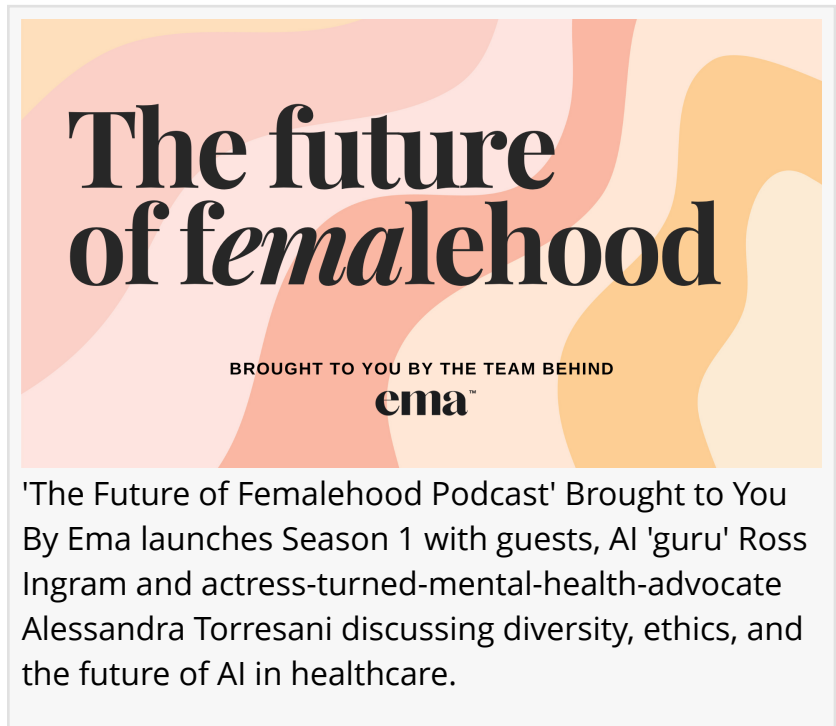 The future
of femalehood
BROUGHT TO YOU BY THE TEAM BEHIND
ema™
'The Future of Femalehood Podcast' Brought to You
By Ema launches Season 1 with guests, AI 'guru' Ross
Ingram and actress-turned-mental-health-advocate
Alessandra Torresani discussing diversity, ethics, and
the future of AI in healthcare.